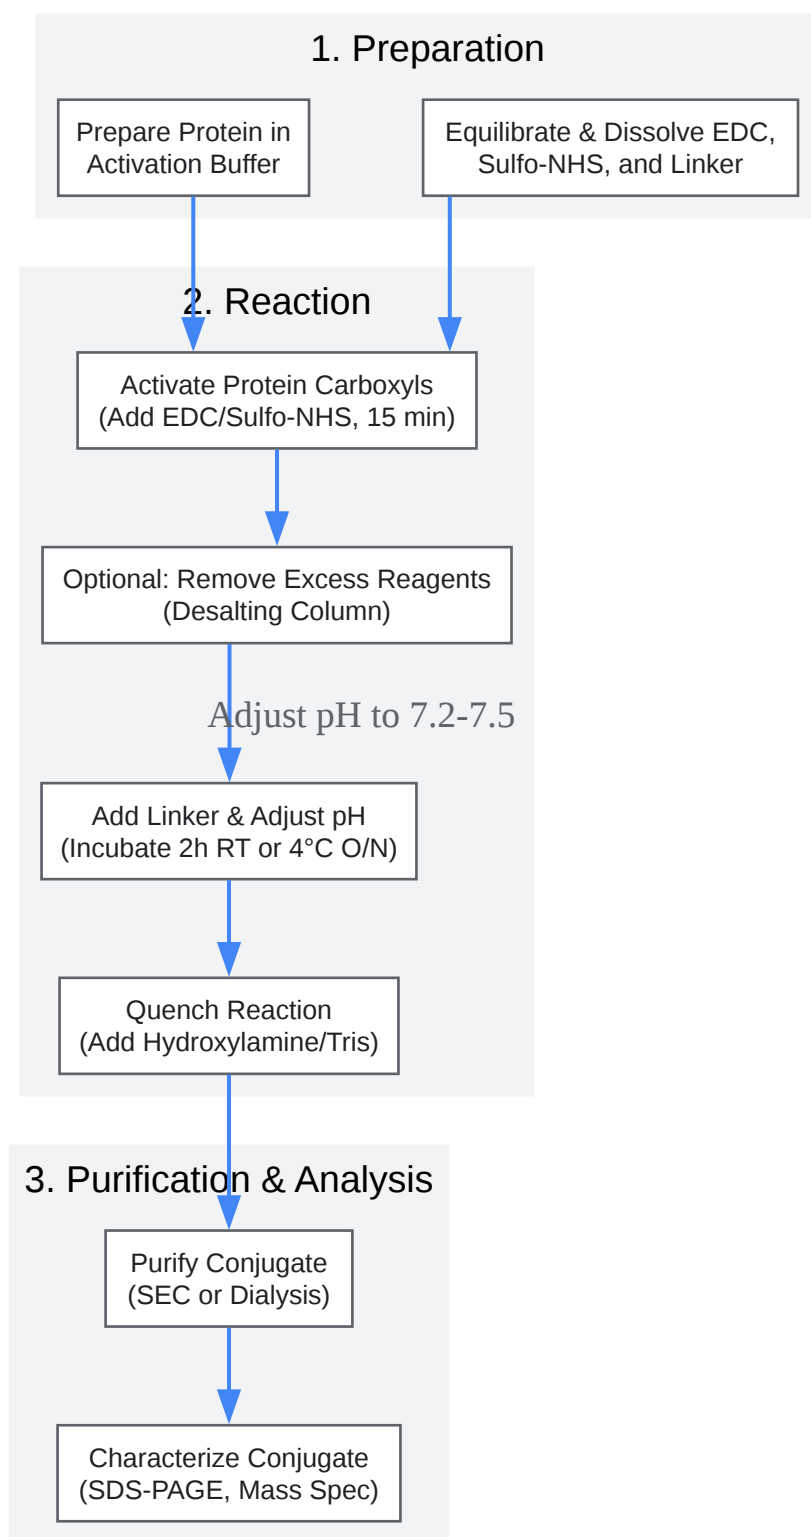 1. Preparation
Prepare Protein in
Activation Buffer
Equilibrate & Dissolve EDC,
Sulfo-NHS, and Linker
2. Reaction
Activate Protein Carboxyls
(Add EDC/Sulfo-NHS, 15 min)
Optional: Remove Excess Reagents
(Desalting Column)
Adjust pH to 7.2-7.5
Add Linker & Adjust pH
(Incubate 2h RT or 4°C O/N)
Quench Reaction
(Add Hydroxylamine/Tris)
3. Purification & Analysis
Purify Conjugate
(SEC or Dialysis)
Characterize Conjugate
(SDS-PAGE, Mass Spec)